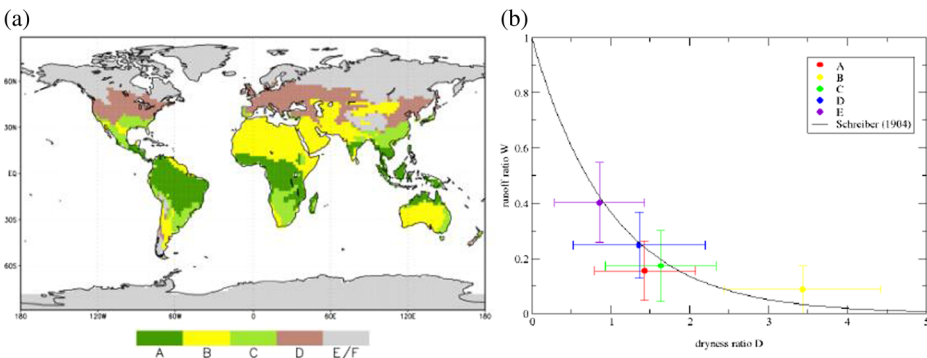 (a)
(b)
60N
30N
EQ
30S
60S
180 120W 60W 0 60E 120E 180
A B C D E/F
1
0.8
0.6
0.4
0.2
0
runoff ratio W
A
B
C
D
E
Schreiber (1904)
0 1 2 3 4 5
dryness ratio D